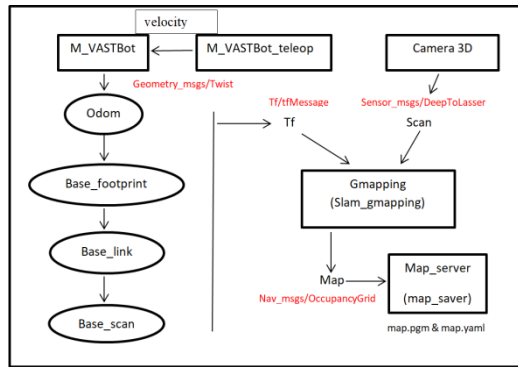 velocity
M_VASTBot
M_VASTBot_teleop
Camera 3D
Geometry_msgs/Twist
Tf/tfMessage
Sensor_msgs/DeepToLasser
Odom
Tf
Scan
Base_footprint
Gmapping
(Slam_gmapping)
Base_link
Map
Map_server
(map_saver)
Nav_msgs/OccupancyGrid
Base_scan
map.pgm & map.yaml